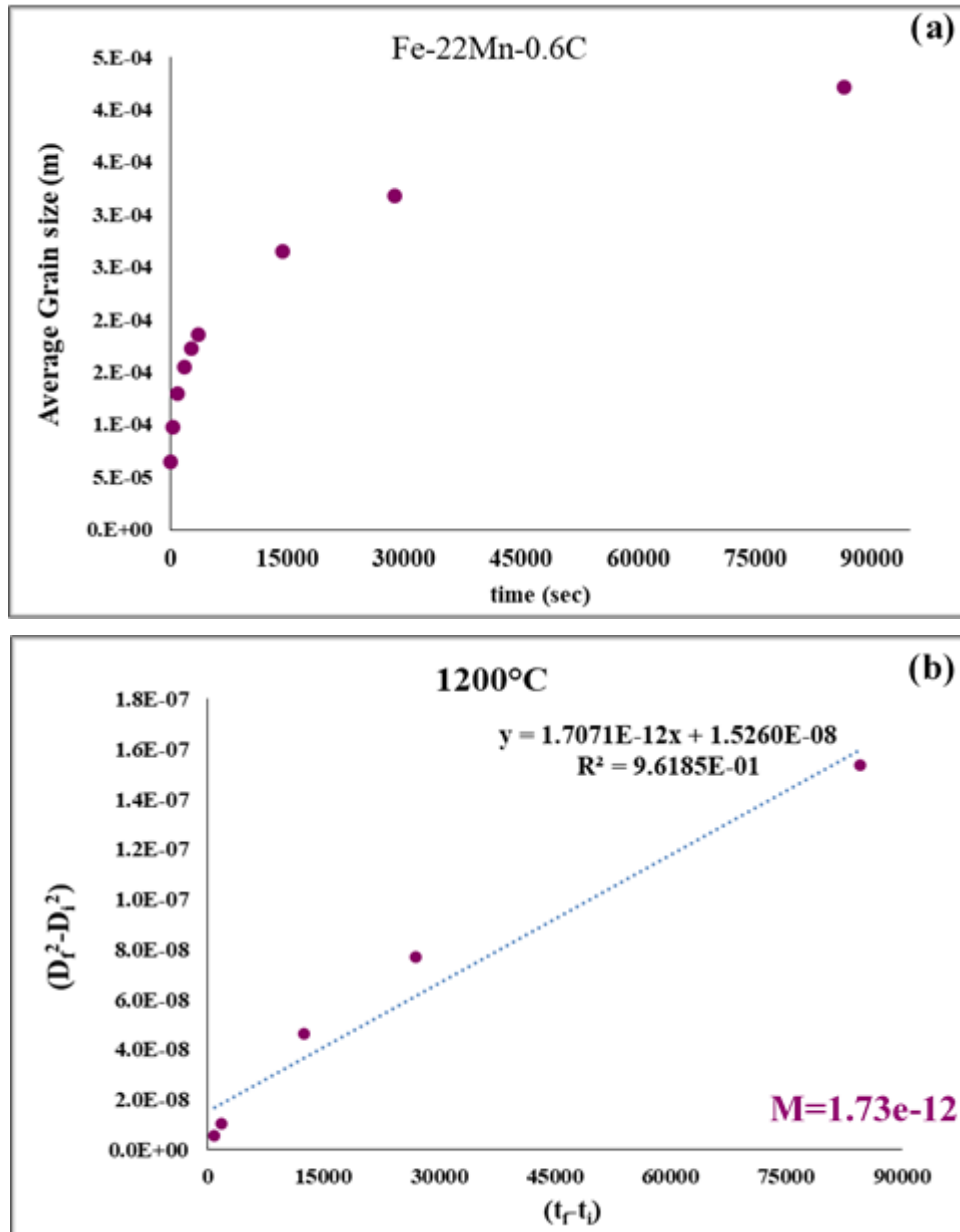 (a)
Fe-22Mn-0.6C
Average Grain size (m)
5.E-04
4.E-04
4.E-04
3.E-04
3.E-04
2.E-04
2.E-04
1.E-04
5.E-05
0.E+00
0 15000 30000 45000 60000 75000 90000
time (sec)
(b)
1200°C
y = 1.7071E-12x + 1.5260E-08
R² = 9.6185E-01
(D_f²-D_i²)
1.8E-07
1.6E-07
1.4E-07
1.2E-07
1.0E-07
8.0E-08
6.0E-08
4.0E-08
2.0E-08
0.0E+00
M=1.73e-12
0 15000 30000 45000 60000 75000 90000
(t_f-t_i)